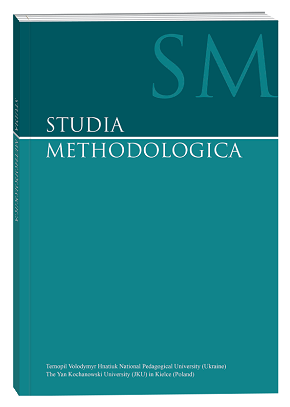 SM
STUDIA
METHODOLOGICA
STUDIA METHODOLOGICA
Ternopil Volodymyr Hnatiuk National Pedagogical University (Ukraine)
The Yan Kochanowski University (JKU) in Kielce (Poland)